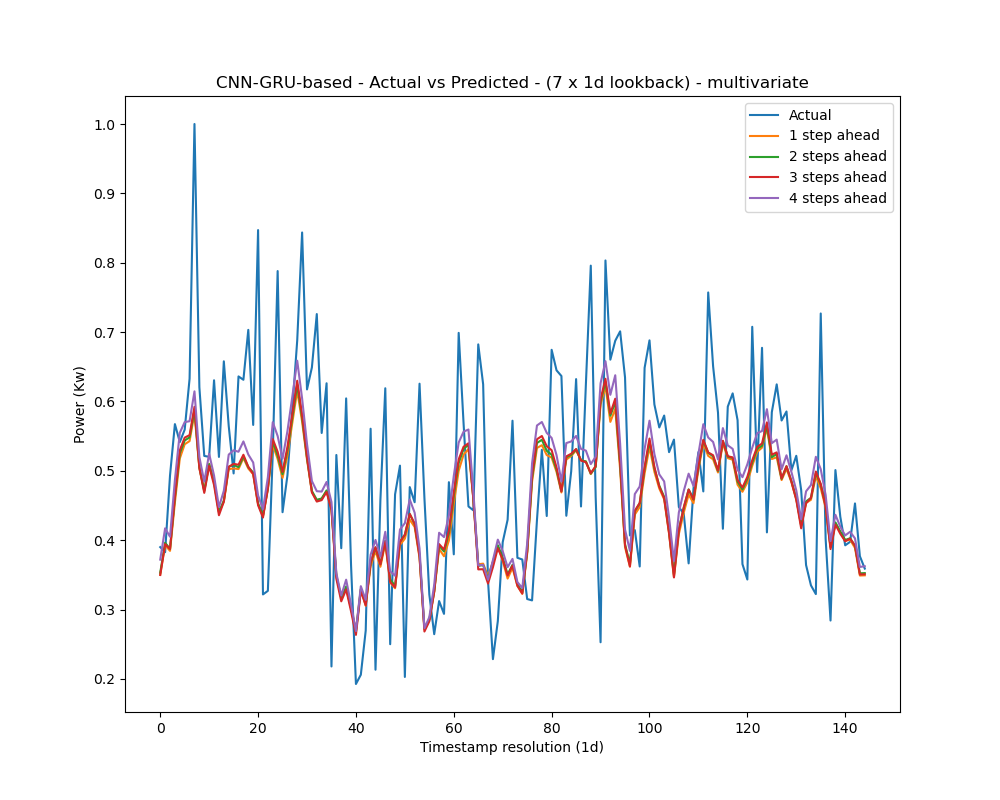 CNN-GRU-based - Actual vs Predicted - (7 x 1d lookback) - multivariate
Actual
1 step ahead
2 steps ahead
3 steps ahead
4 steps ahead
1.0
0.9
0.8
0.7
0.6
0.5
0.4
0.3
0.2
Power (Kw)
0 20 40 60 80 100 120 140
Timestamp resolution (1d)